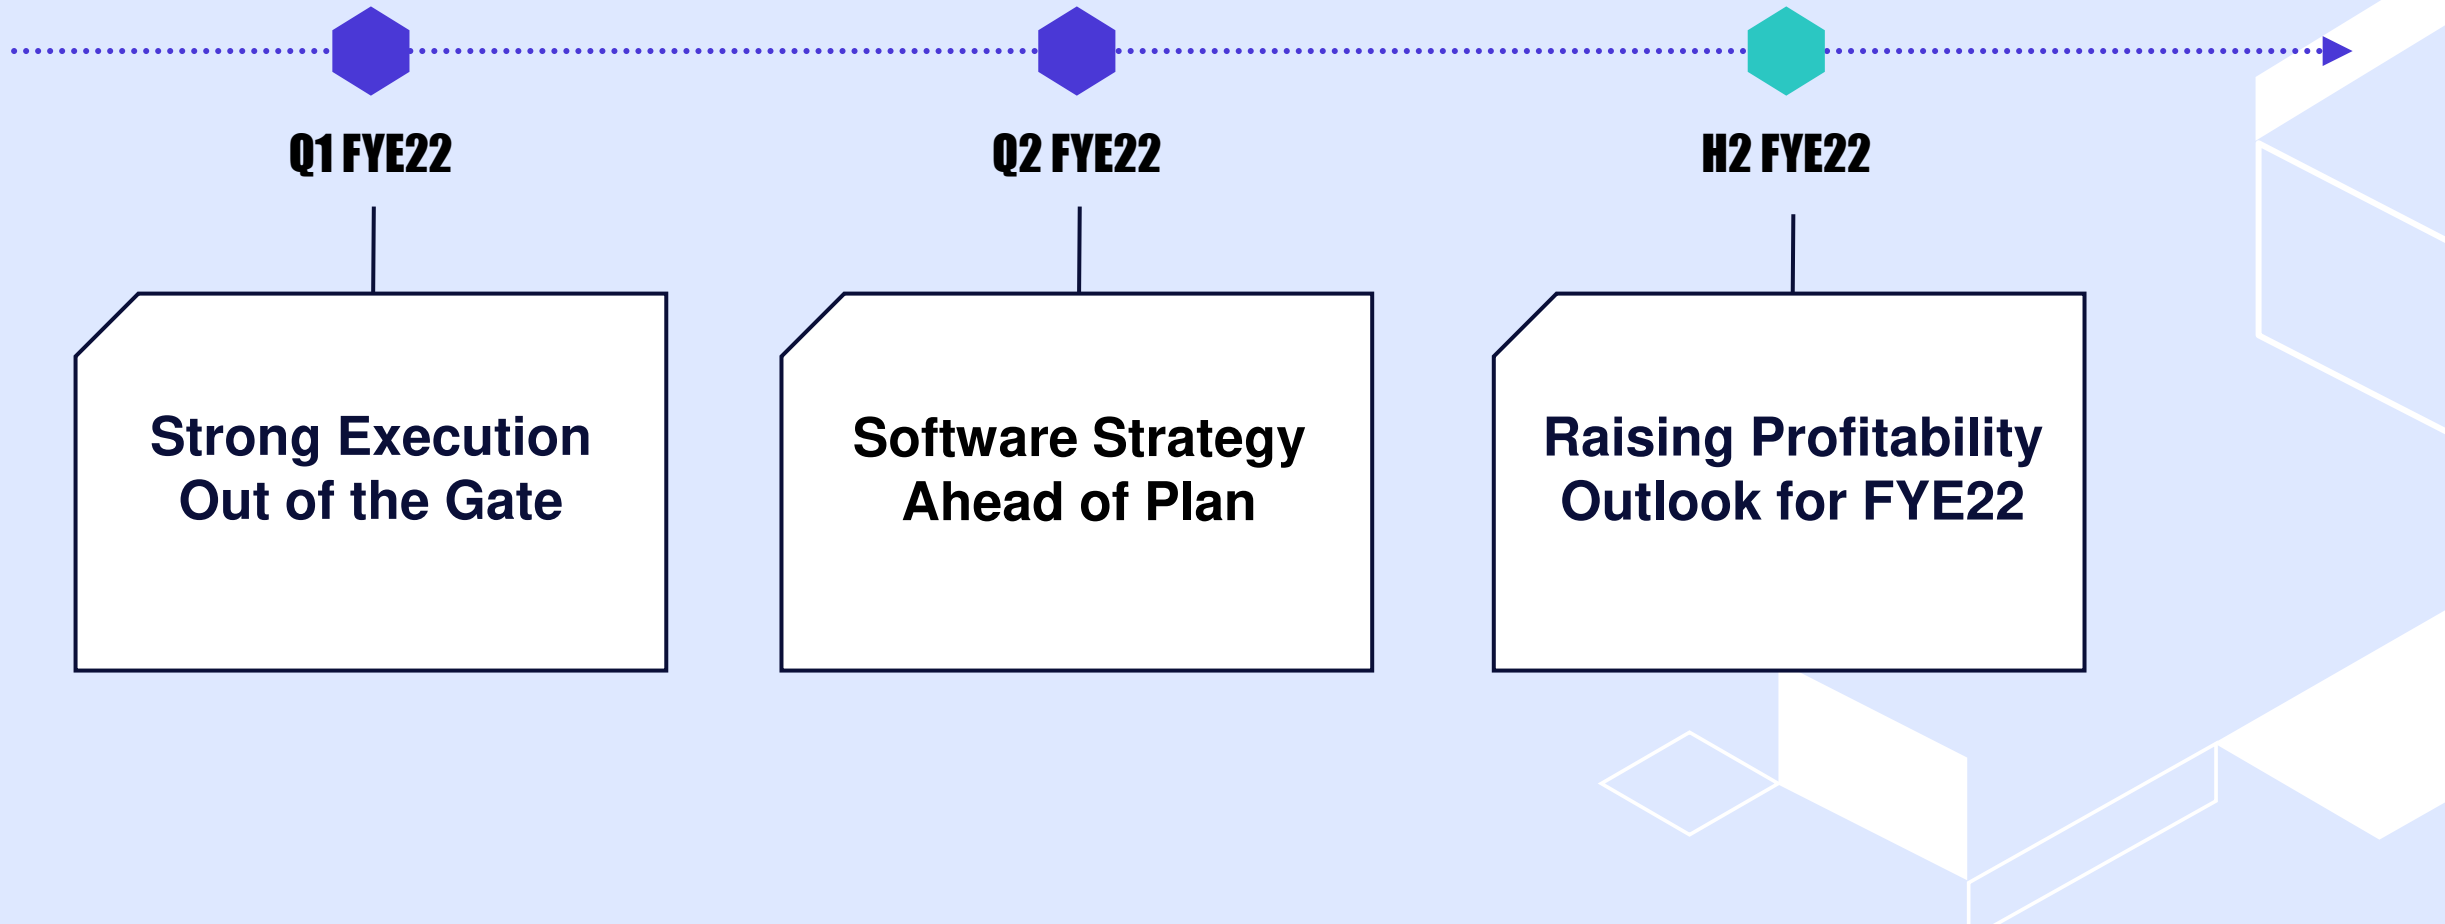 Q1 FYE22
Q2 FYE22
H2 FYE22
Strong Execution
Out of the Gate
Software Strategy
Ahead of Plan
Raising Profitability
Outlook for FYE22